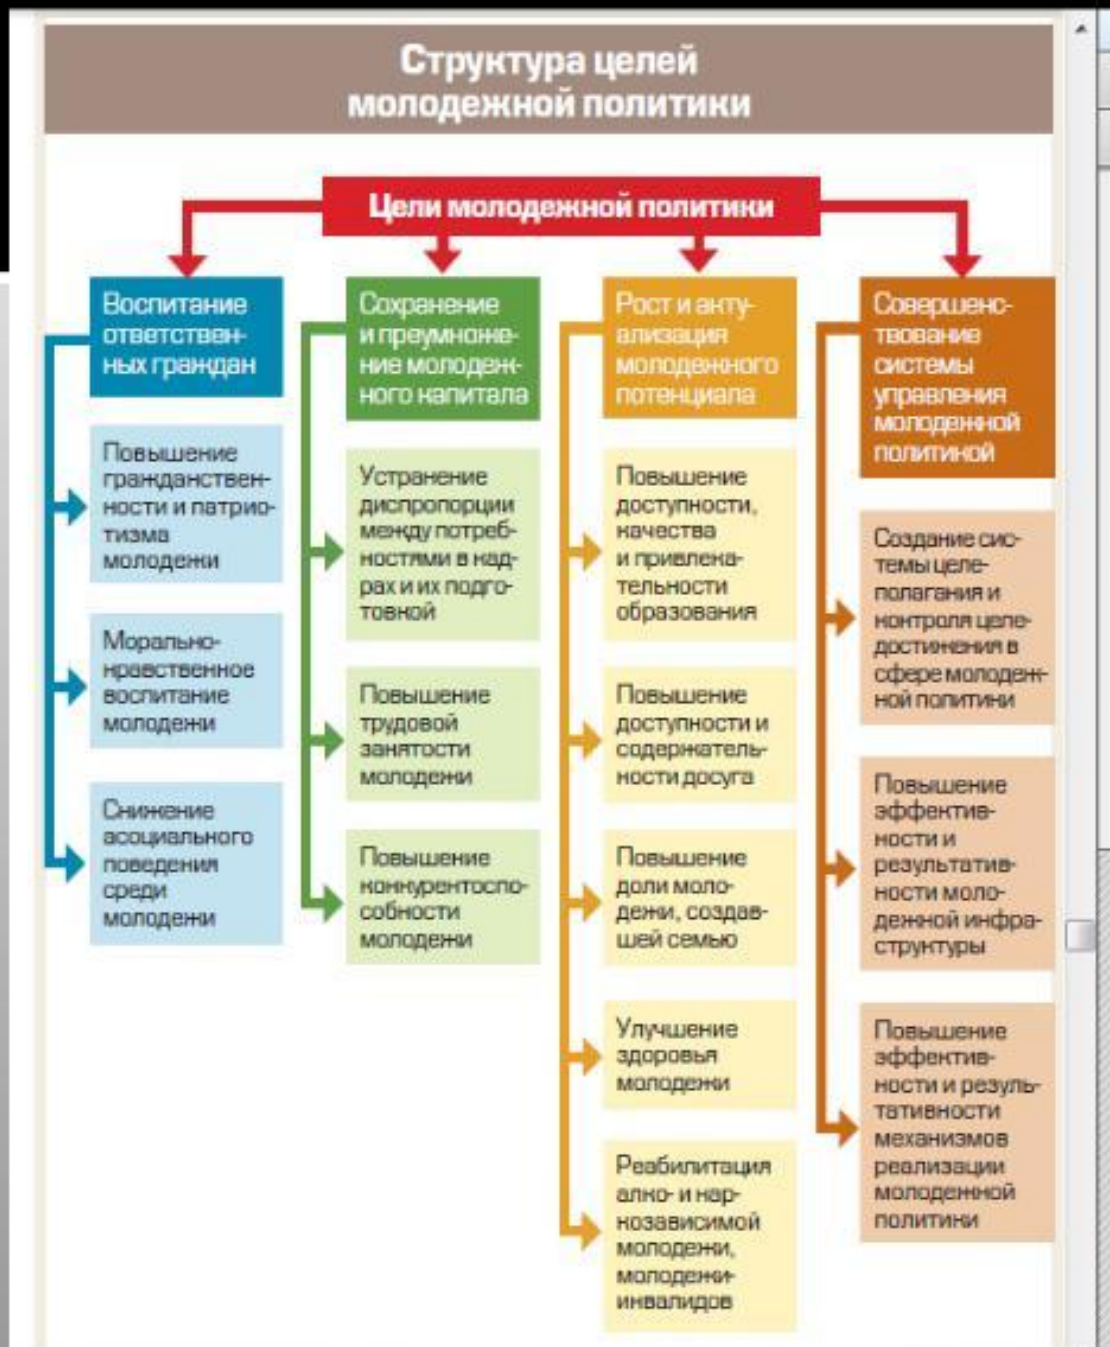 Структура целей
молодежной политики
Цели молодежной политики
Воспитание
ответствен-
ных граждан
Повышение
гражданствен-
ности и патрио-
тизма
молодежи
Морально-
нравственное
воспитание
молодежи
Снижение
асоциального
поведения
среди
молодежи
Сохранение
и преумноже-
ние молодеж-
ного капитала
Устранение
диспропорции
между потреб-
ностями в кад-
рах и их подго-
товкой
Повышение
трудовой
занятости
молодежи
Повышение
конкурентоспо-
собности
молодежи
Рост и акту-
ализация
молодежного
потенциала
Повышение
доступности,
качества
и привлека-
тельности
образования
Повышение
доступности и
содержатель-
ности досуга
Повышение
доли моло-
дежи, создав-
шей семью
Улучшение
здоровья
молодежи
Реабилитация
алко- и нар-
козависимой
молодежи,
молодежи-
инвалидов
Совершенс-
твование
системы
управления
молодежной
политикой
Создание сис-
темы целе-
полагания и
контроля целе-
достижения в
сфере молодеж-
ной политики
Повышение
эффектив-
ности и
результатив-
ности моло-
дежной инфра-
структуры
Повышение
эффектив-
ности и резуль-
тативности
механизмов
реализации
молодежной
политики